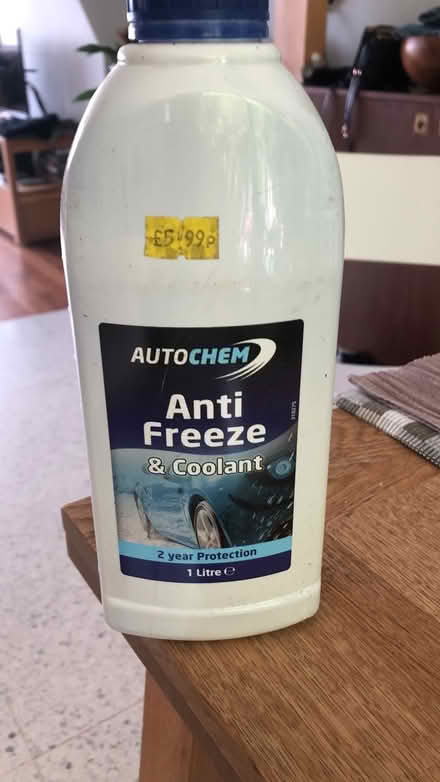 £5.99p
AUTOCHEM
Anti
Freeze
& Coolant
2 year Protection
1 Litre ℮